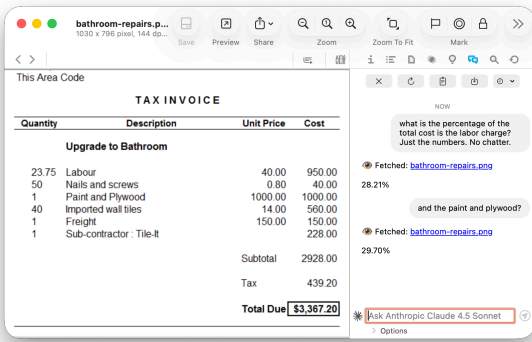 bathroom-repairs.p...
1030 x 796 pixel, 144 dp...
Save
Preview
Share
Zoom
Zoom To Fit
Mark
This Area Code
TAX INVOICE
Quantity Description Unit Price Cost
Upgrade to Bathroom
23.75 Labour 40.00 950.00
50 Nails and screws 0.80 40.00
1 Paint and Plywood 1000.00 1000.00
40 Imported wall tiles 14.00 560.00
1 Freight 150.00 150.00
1 Sub-contractor : Tile-It 228.00
Subtotal 2928.00
Tax 439.20
Total Due $3,367.20
NOW
what is the percentage of the
total cost is the labor charge?
Just the numbers. No chatter.
Fetched: bathroom-repairs.png
28.21%
and the paint and plywood?
Fetched: bathroom-repairs.png
29.70%
Ask Anthropic Claude 4.5 Sonnet
Options